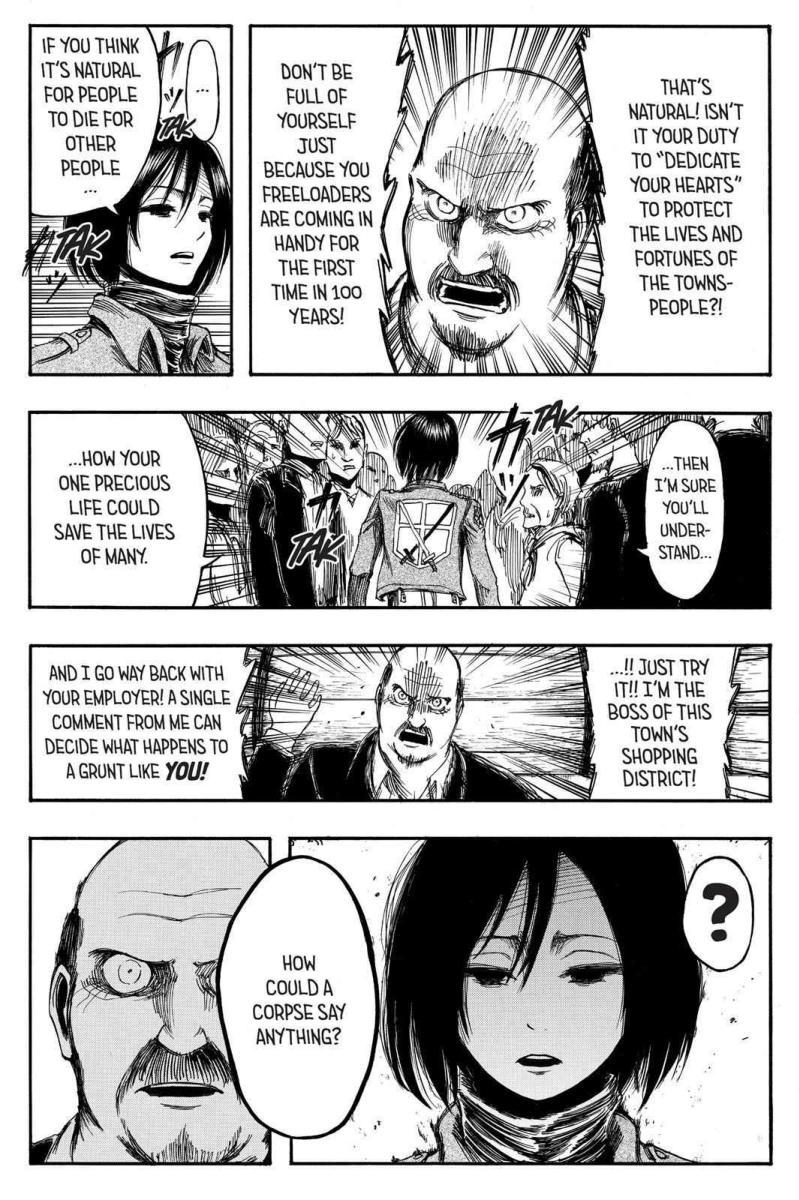 THAT'S
NATURAL! ISN'T
IT YOUR DUTY
TO "DEDICATE
YOUR HEARTS"
TO PROTECT
THE LIVES AND
FORTUNES OF
THE TOWNS-
PEOPLE?!
DON'T BE
FULL OF
YOURSELF
JUST
BECAUSE YOU
FREELOADERS
ARE COMING IN
HANDY FOR
THE FIRST
TIME IN 100
YEARS!
...
TAK
IF YOU THINK
IT'S NATURAL
FOR PEOPLE
TO DIE FOR
OTHER
PEOPLE
...
TAK
TAK
...THEN
I'M SURE
YOU'LL
UNDER-
STAND...
カ
カ
TAK
...HOW YOUR
ONE PRECIOUS
LIFE COULD
SAVE THE LIVES
OF MANY.
...!! JUST TRY
IT!! I'M THE
BOSS OF THIS
TOWN'S
SHOPPING
DISTRICT!
AND I GO WAY BACK WITH
YOUR EMPLOYER! A SINGLE
COMMENT FROM ME CAN
DECIDE WHAT HAPPENS TO
A GRUNT LIKE YOU!
?
HOW
COULD A
CORPSE SAY
ANYTHING?